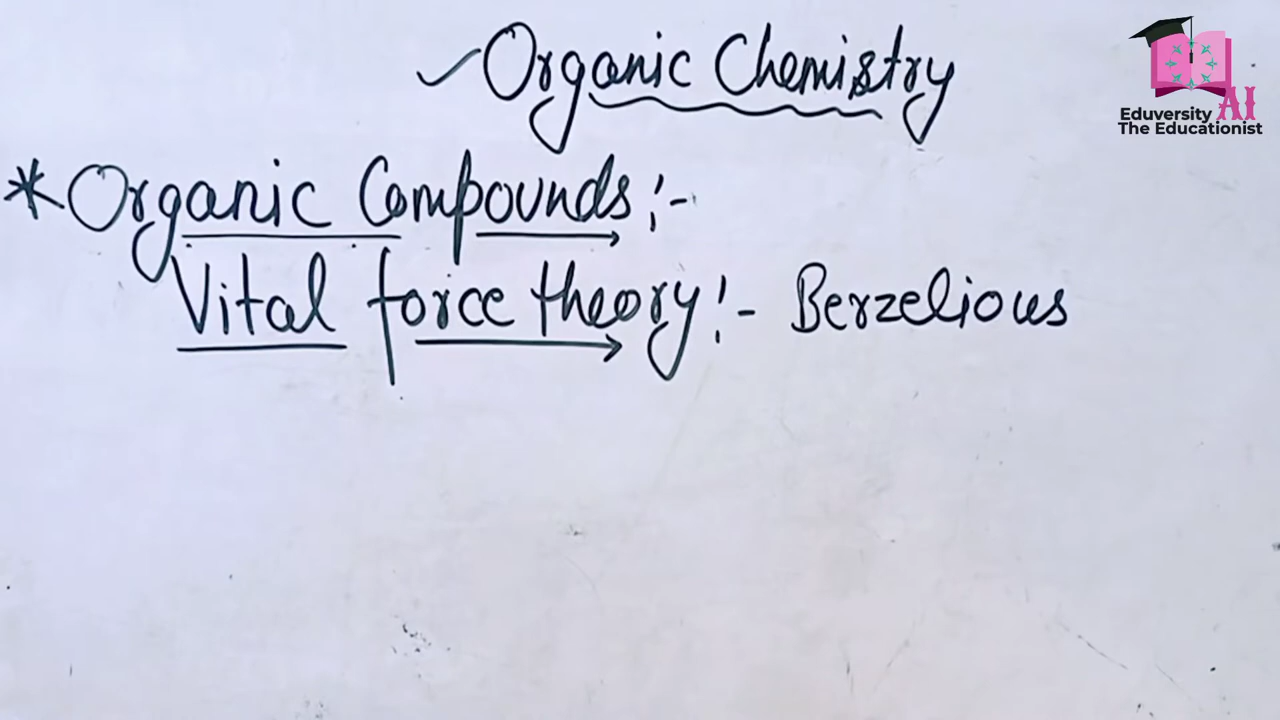 Organic Chemistry
* Organic Compounds :-
Vital force theory :- Berzelious
Eduversity AI
The Educationist